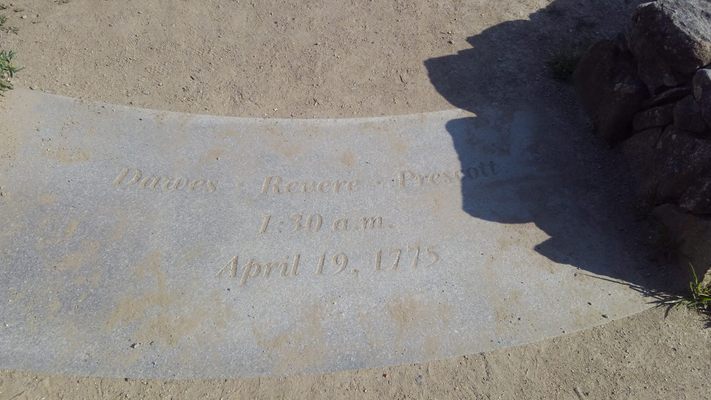 Dawes · Revere · Prescott
1:30 a.m.
April 19, 1775